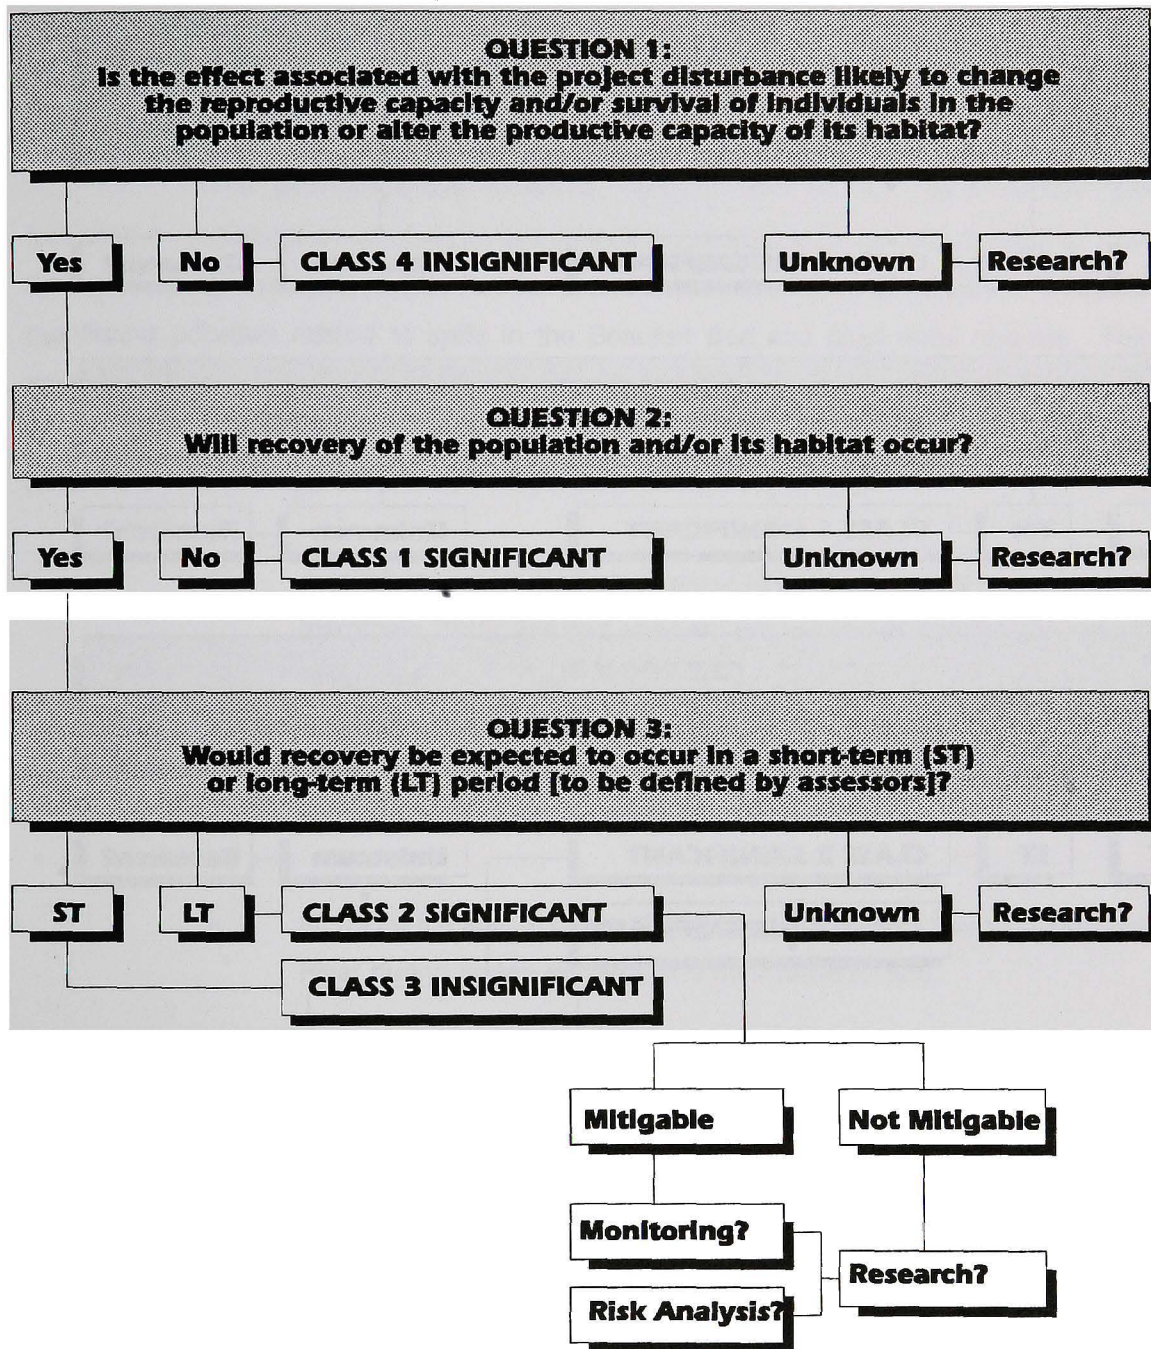 QUESTION 1:
Is the effect associated with the project disturbance likely to change
the reproductive capacity and/or survival of individuals in the
population or alter the productive capacity of its habitat?
Yes
No
CLASS 4 INSIGNIFICANT
Unknown
Research?
QUESTION 2:
Will recovery of the population and/or its habitat occur?
Yes
No
CLASS 1 SIGNIFICANT
Unknown
Research?
QUESTION 3:
Would recovery be expected to occur in a short-term (ST)
or long-term (LT) period [to be defined by assessors]?
ST
LT
CLASS 2 SIGNIFICANT
Unknown
Research?
CLASS 3 INSIGNIFICANT
Mitigable
Not Mitigable
Monitoring?
Research?
Risk Analysis?